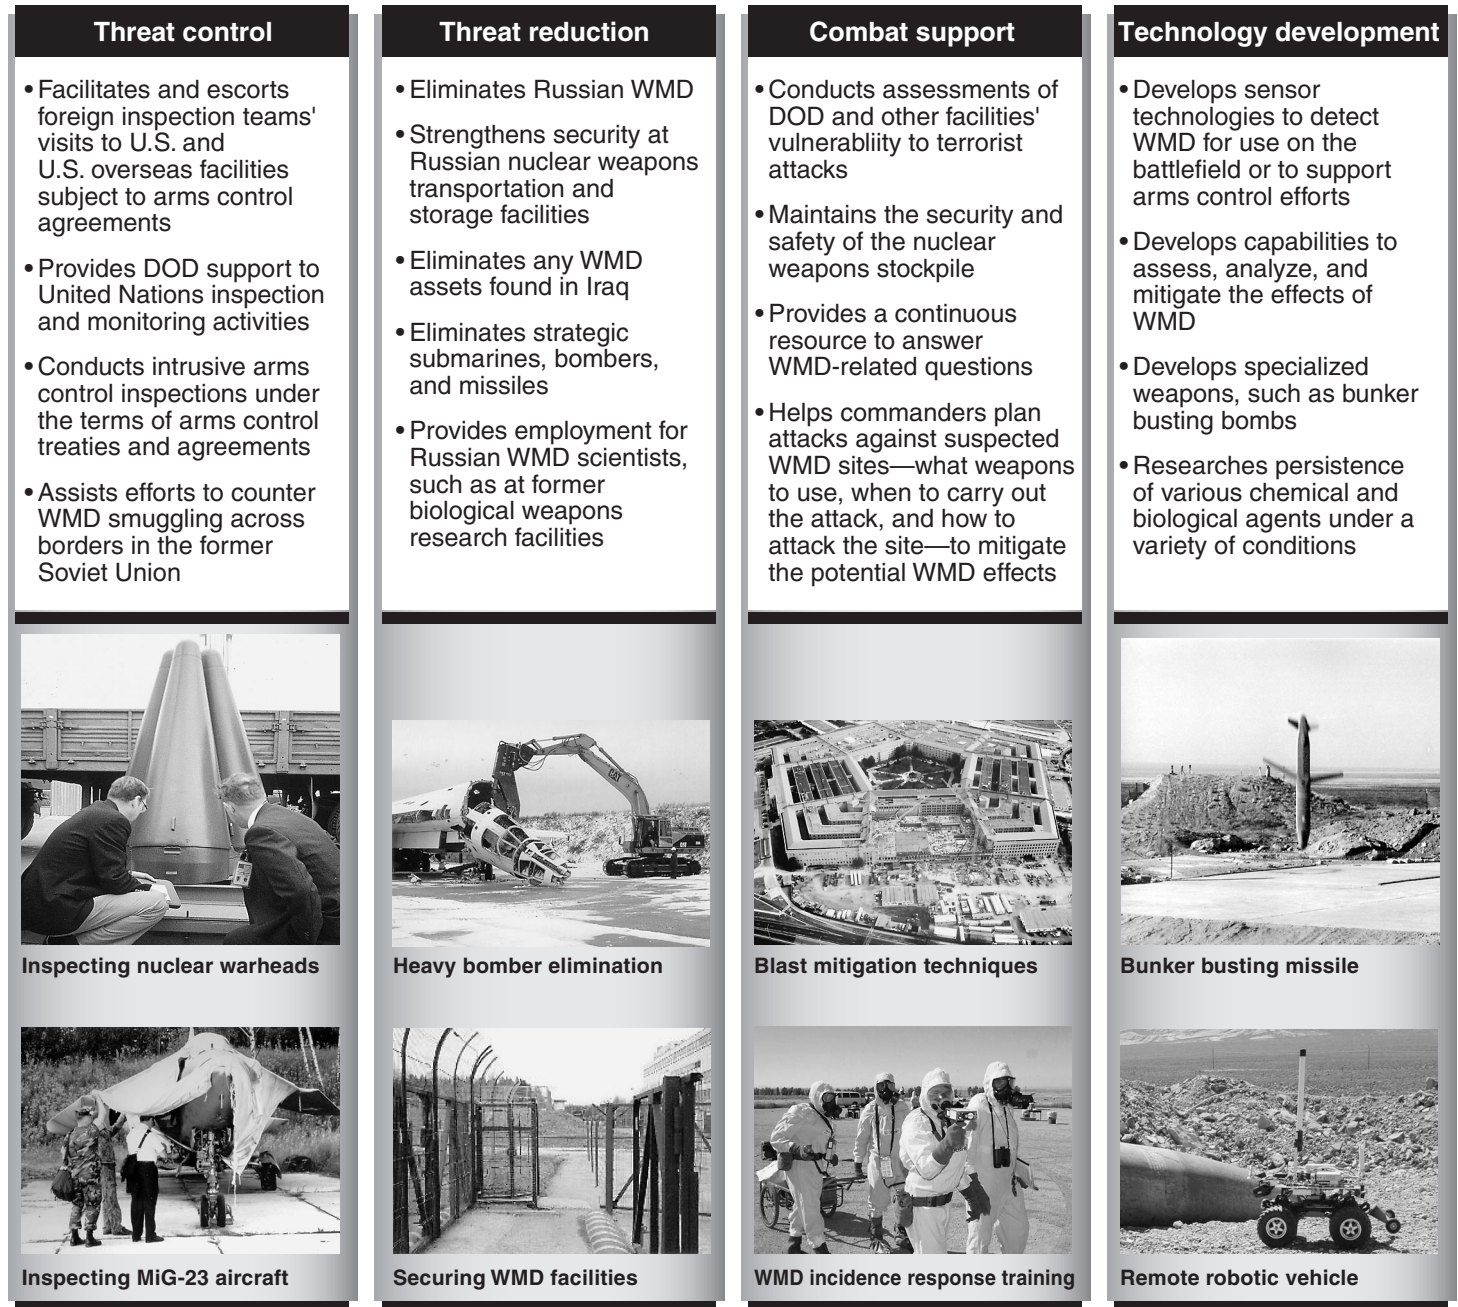 Threat control
• Facilitates and escorts
foreign inspection teams'
visits to U.S. and
U.S. overseas facilities
subject to arms control
agreements
• Provides DOD support to
United Nations inspection
and monitoring activities
• Conducts intrusive arms
control inspections under
the terms of arms control
treaties and agreements
• Assists efforts to counter
WMD smuggling across
borders in the former
Soviet Union
Inspecting nuclear warheads
Inspecting MiG-23 aircraft
Threat reduction
• Eliminates Russian WMD
• Strengthens security at
Russian nuclear weapons
transportation and
storage facilities
• Eliminates any WMD
assets found in Iraq
• Eliminates strategic
submarines, bombers,
and missiles
• Provides employment for
Russian WMD scientists,
such as at former
biological weapons
research facilities
CAT
Heavy bomber elimination
Securing WMD facilities
Combat support
• Conducts assessments of
DOD and other facilities'
vulnerabliity to terrorist
attacks
• Maintains the security and
safety of the nuclear
weapons stockpile
• Provides a continuous
resource to answer
WMD-related questions
• Helps commanders plan
attacks against suspected
WMD sites—what weapons
to use, when to carry out
the attack, and how to
attack the site—to mitigate
the potential WMD effects
Blast mitigation techniques
WMD incidence response training
Technology development
• Develops sensor
technologies to detect
WMD for use on the
battlefield or to support
arms control efforts
• Develops capabilities to
assess, analyze, and
mitigate the effects of
WMD
• Develops specialized
weapons, such as bunker
busting bombs
• Researches persistence
of various chemical and
biological agents under a
variety of conditions
Bunker busting missile
Remote robotic vehicle